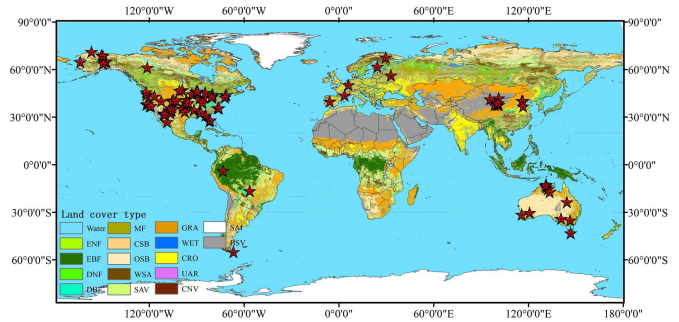 120°0'0"W 60°0'0"W 0°0'0" 60°0'0"E 120°0'0"E
90°0'0"N 90°0'0"N
60°0'0"N 60°0'0"N
30°0'0"N 30°0'0"N
0°0'0" 0°0'0"
30°0'0"S 30°0'0"S
60°0'0"S 60°0'0"S
Land cover type
Water MF GRA SAI
ENF CSB WET BSV
EBF OSB CRO
DNF WSA UAR
DBF SAV CNV
120°0'0"W 60°0'0"W 0°0'0" 60°0'0"E 120°0'0"E 180°0'0"